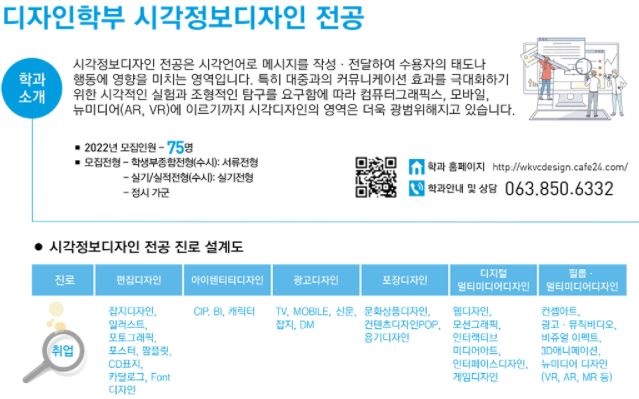 디자인학부 시각정보디자인 전공
학과
소개
시각정보디자인 전공은 시각언어로 메시지를 작성 · 전달하여 수용자의 태도나
행동에 영향을 미치는 영역입니다. 특히 대중과의 커뮤니케이션 효과를 극대화하기
위한 시각적인 실험과 조형적인 탐구를 요구함에 따라 컴퓨터그래픽스, 모바일,
뉴미디어(AR, VR)에 이르기까지 시각디자인의 영역은 더욱 광범위해지고 있습니다.
■ 2022년 모집인원 – 75명
■ 모집전형 – 학생부종합전형(수시): 서류전형
– 실기/실적전형(수시): 실기전형
– 정시 가군
학과 홈페이지 http://wkvcdesign.cafe24.com/
학과안내 및 상담 063.850.6332
● 시각정보디자인 전공 진로 설계도
진로 편집디자인 아이텐티티디자인 광고디자인 포장디자인 디지털 멀티미디어디자인 필름 · 멀티미디어디자인
취업
잡지디자인,
일러스트,
포토그래픽,
포스터, 팜플릿,
CD표지,
카달로그, Font
디자인
CIP, BI, 캐릭터
TV, MOBILE, 신문,
잡지, DM
문화상품디자인,
컨텐츠디자인POP,
용기디자인
웹디자인,
모션그래픽,
인터랙티브
미디어아트,
인터페이스디자인,
게임디자인
컨셉아트,
광고 · 뮤직비디오,
비쥬얼 이펙트,
3D애니메이션,
뉴미디어 디자인
(VR, AR, MR 등)